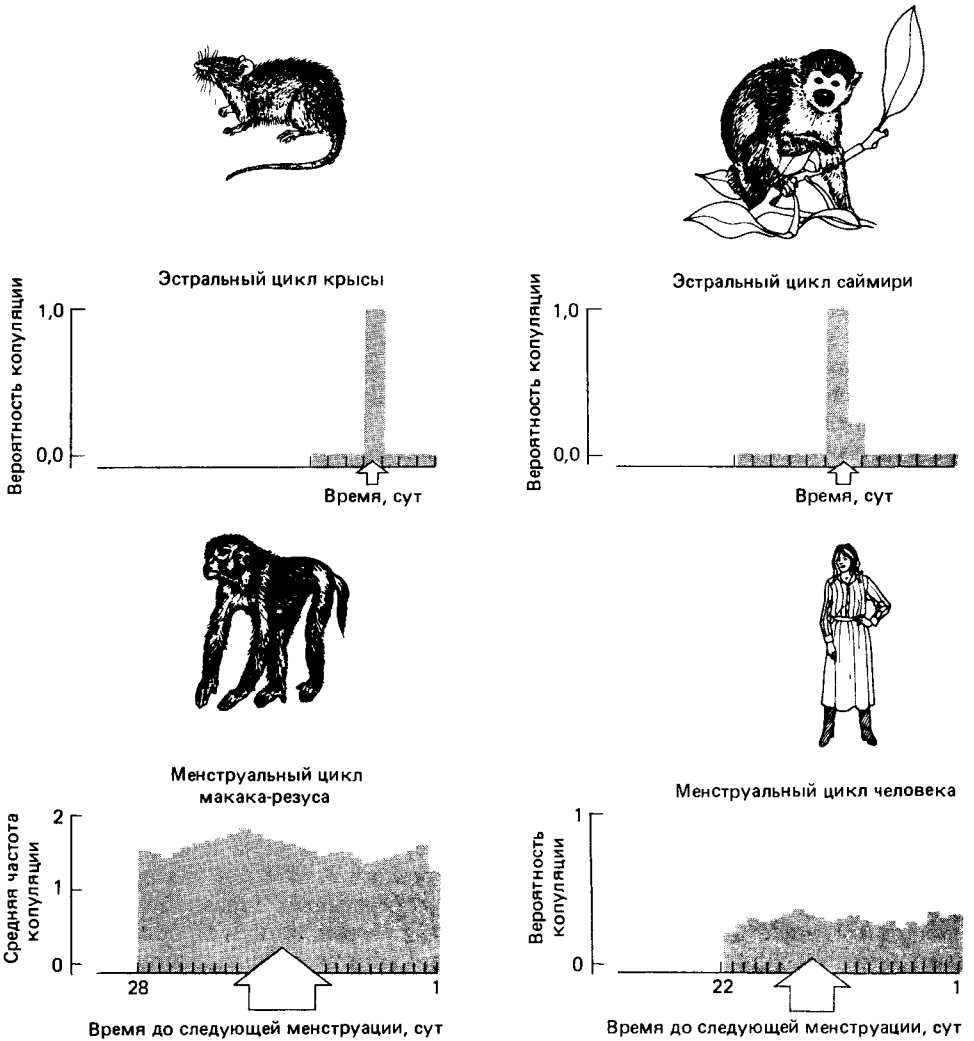 Эстральный цикл крысы
Вероятность копуляции
1,0
0,0
Время, сут
Эстральный цикл саймири
Вероятность копуляции
1,0
0,0
Время, сут
Менструальный цикл
макака-резуса
Средняя частота
копуляции
2
1
0
28
1
Время до следующей менструации, сут
Менструальный цикл человека
Вероятность
копуляции
1
0
22
1
Время до следующей менструации, сут